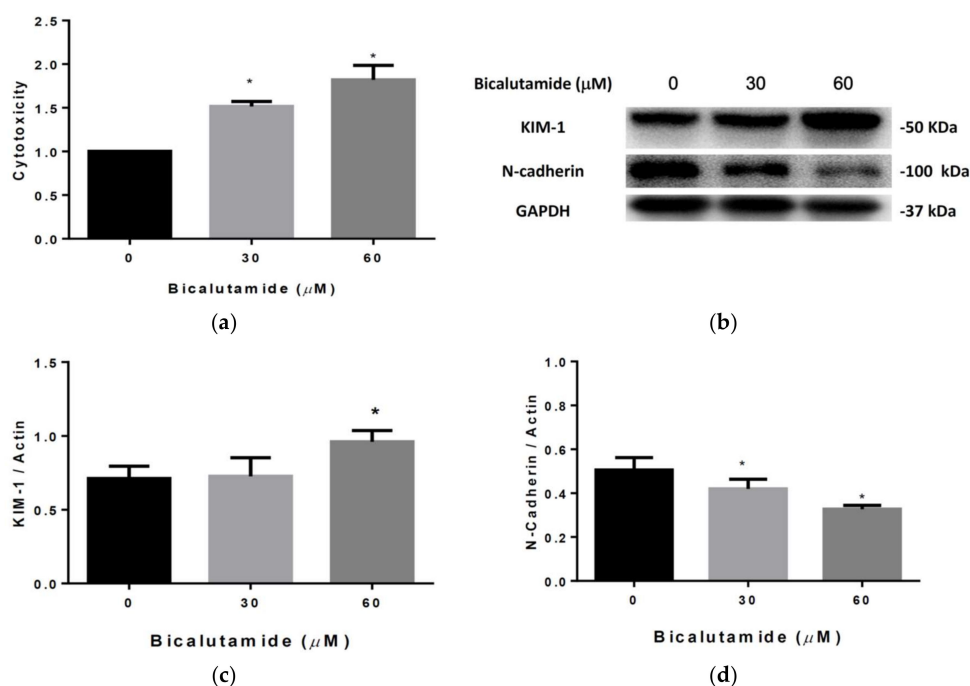 2.5
2.0
1.5
1.0
0.5
0.0
Cytotoxicity
*
*
0 30 60
Bicalutamide (μM)
(a)
Bicalutamide (μM) 0 30 60
KIM-1 -50 KDa
N-cadherin -100 kDa
GAPDH -37 kDa
(b)
1.5
1.0
0.5
0.0
KIM-1 / Actin
*
0 30 60
Bicalutamide (μM)
(c)
1.0
0.8
0.6
0.4
0.2
0.0
N-Cadherin / Actin
*
*
0 30 60
Bicalutamide (μM)
(d)